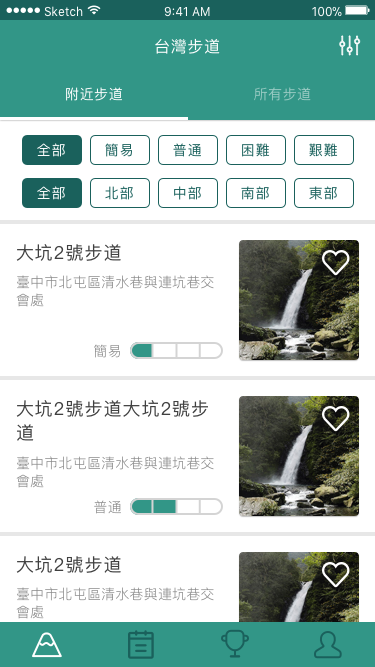 Sketch 9:41 AM 100%
台灣步道
附近步道 所有步道
全部 簡易 普通 困難 艱難
全部 北部 中部 南部 東部
大坑2號步道
臺中市北屯區清水巷與連坑巷交
會處
簡易
大坑2號步道大坑2號步
道
臺中市北屯區清水巷與連坑巷交
會處
普通
大坑2號步道
臺中市北屯區清水巷與連坑巷交
會處